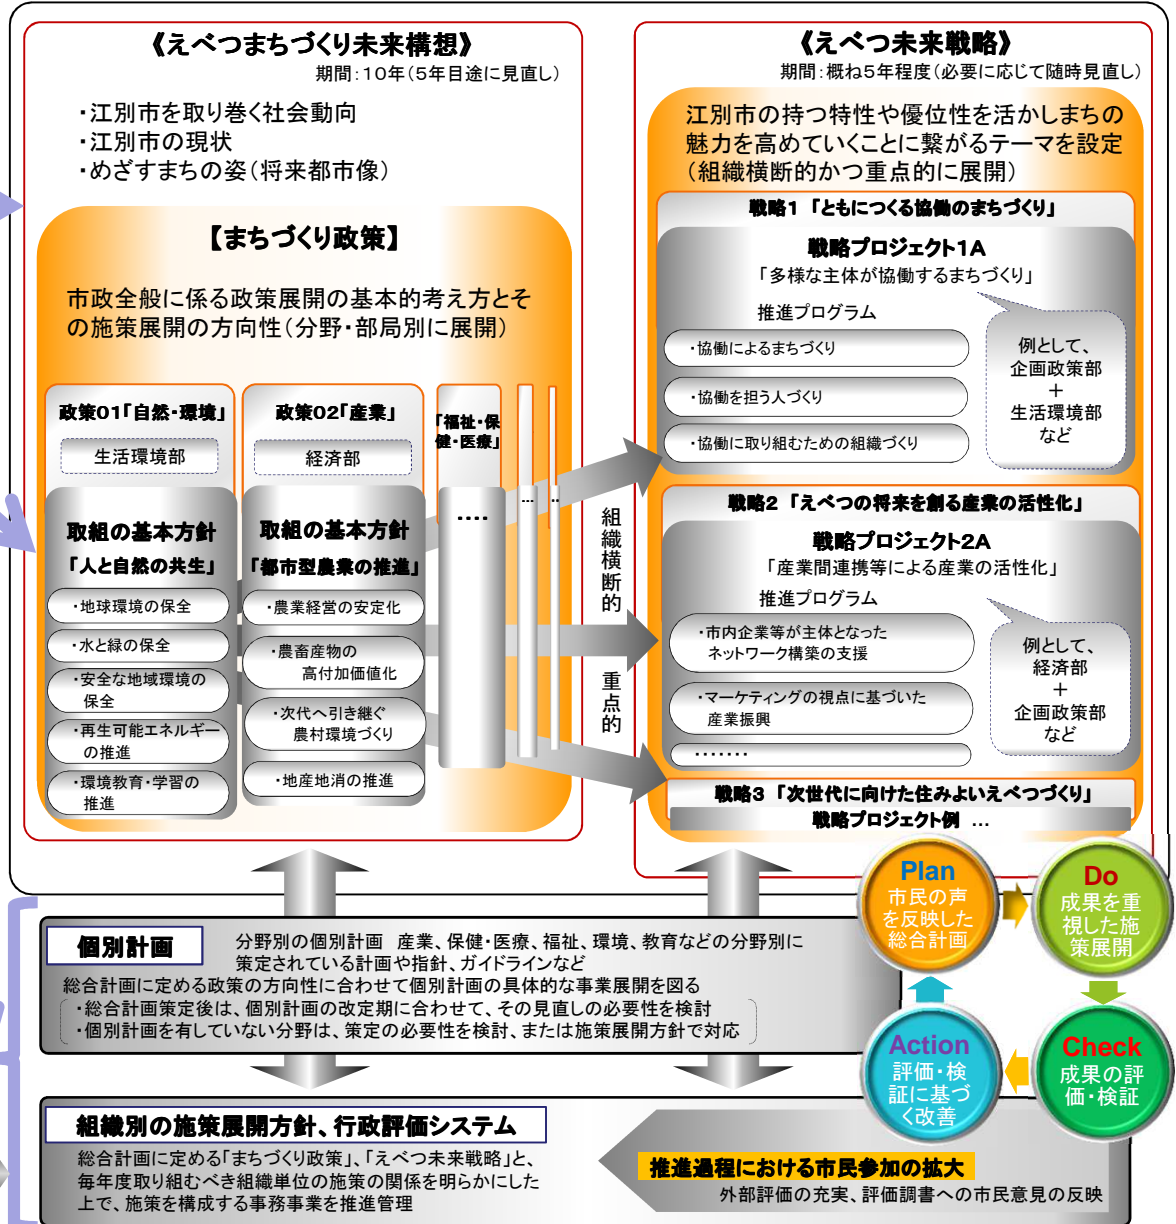 《えべつまちづくり未来構想》
期間：10年（5年目途に見直し）
・江別市を取り巻く社会動向
・江別市の現状
・めざすまちの姿（将来都市像）
【まちづくり政策】
市政全般に係る政策展開の基本的考え方とそ
の施策展開の方向性（分野・部局別に展開）
政策01「自然・環境」
生活環境部
取組の基本方針
「人と自然の共生」
・地球環境の保全
・水と緑の保全
・安全な地域環境の
保全
・再生可能エネルギー
の推進
・環境教育・学習の
推進
政策02「産業」
経済部
取組の基本方針
「都市型農業の推進」
・農業経営の安定化
・農畜産物の
高付加価値化
・次代へ引き継ぐ
農村環境づくり
・地産地消の推進
「福祉・保
健・医療」
....
...
..
組織横断的
重点的
《えべつ未来戦略》
期間：概ね5年程度（必要に応じて随時見直し）
江別市の持つ特性や優位性を活かしまちの
魅力を高めていくことに繋がるテーマを設定
（組織横断的かつ重点的に展開）
戦略1 「ともにつくる協働のまちづくり」
戦略プロジェクト1A
「多様な主体が協働するまちづくり」
推進プログラム
・協働によるまちづくり
・協働を担う人づくり
・協働に取り組むための組織づくり
例として、
企画政策部
＋
生活環境部
など
戦略2 「えべつの将来を創る産業の活性化」
戦略プロジェクト2A
「産業間連携等による産業の活性化」
推進プログラム
・市内企業等が主体となった
ネットワーク構築の支援
・マーケティングの視点に基づいた
産業振興
・・・・・・・
例として、
経済部
＋
企画政策部
など
戦略3 「次世代に向けた住みよいえべつづくり」
戦略プロジェクト例 …
Plan
市民の声
を反映した
総合計画
Do
成果を重
視した施
策展開
Action
評価・検
証に基づ
く改善
Check
成果の評
価・検証
個別計画
分野別の個別計画 産業、保健・医療、福祉、環境、教育などの分野別に
策定されている計画や指針、ガイドラインなど
総合計画に定める政策の方向性に合わせて個別計画の具体的な事業展開を図る
・総合計画策定後は、個別計画の改定期に合わせて、その見直しの必要性を検討
・個別計画を有していない分野は、策定の必要性を検討、または施策展開方針で対応
組織別の施策展開方針、行政評価システム
総合計画に定める「まちづくり政策」、「えべつ未来戦略」と、
毎年度取り組むべき組織単位の施策の関係を明らかにした
上で、施策を構成する事務事業を推進管理
推進過程における市民参加の拡大
外部評価の充実、評価調書への市民意見の反映